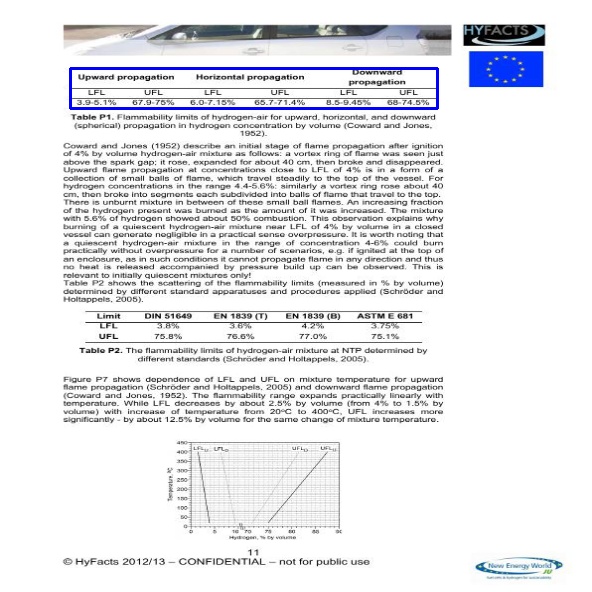 HYFACTS
Upward propagation Horizontal propagation Downward propagation
LFL UFL LFL UFL LFL UFL
3.9-5.1% 67.9-75% 6.0-7.15% 65.7-71.4% 8.5-9.45% 68-74.5%
Table P1. Flammability limits of hydrogen-air for upward, horizontal, and downward
(spherical) propagation in hydrogen concentration by volume (Coward and Jones,
1952).
Coward and Jones (1952) describe an initial stage of flame propagation after ignition
of 4% by volume hydrogen-air mixture as follows: a vortex ring of flame was seen just
above the spark gap; it rose, expanded for about 40 cm, then broke and disappeared.
Upward flame propagation at concentrations close to LFL of 4% is in a form of a
collection of small balls of flame, which travel steadily to the top of the vessel. For
hydrogen concentrations in the range 4.4-5.6%: similarly a vortex ring rose about 40
cm, then broke into segments each subdivided into balls of flame that travel to the top.
There is unburnt mixture in between of these small ball flames. An increasing fraction
of the hydrogen present was burned as the amount of it was increased. The mixture
with 5.6% of hydrogen showed about 50% combustion. This observation explains why
burning of a quiescent hydrogen-air mixture near LFL of 4% by volume in a closed
vessel can generate negligible in a practical sense overpressure. It is worth noting that
a quiescent hydrogen-air mixture in the range of concentration 4-6% could burn
practically without overpressure for a number of scenarios, e.g. if ignited at the top of
an enclosure, as in such conditions it cannot propagate flame in any direction and thus
no heat is released accompanied by pressure build up can be observed. This is
relevant to initially quiescent mixtures only!
Table P2 shows the scattering of the flammability limits (measured in % by volume)
determined by different standard apparatuses and procedures applied (Schröder and
Holtappels, 2005).
Limit DIN 51649 EN 1839 (T) EN 1839 (B) ASTM E 681
LFL 3.8% 3.6% 4.2% 3.75%
UFL 75.8% 76.6% 77.0% 75.1%
Table P2. The flammability limits of hydrogen-air mixture at NTP determined by
different standards (Schröder and Holtappels, 2005).
Figure P7 shows dependence of LFL and UFL on mixture temperature for upward
flame propagation (Schröder and Holtappels, 2005) and downward flame propagation
(Coward and Jones, 1952). The flammability range expands practically linearly with
temperature. While LFL decreases by about 2.5% by volume (from 4% to 1.5% by
volume) with increase of temperature from 20°C to 400°C, UFL increases more
significantly - by about 12.5% by volume for the same change of mixture temperature.
450
400
350
300
250
200
150
100
50
0
Temperature, °C
LFL LFL UFL UFL
0 5 10 70 75 80 85 90
Hydrogen, % by volume
11
© HyFacts 2012/13 – CONFIDENTIAL – not for public use
New Energy World